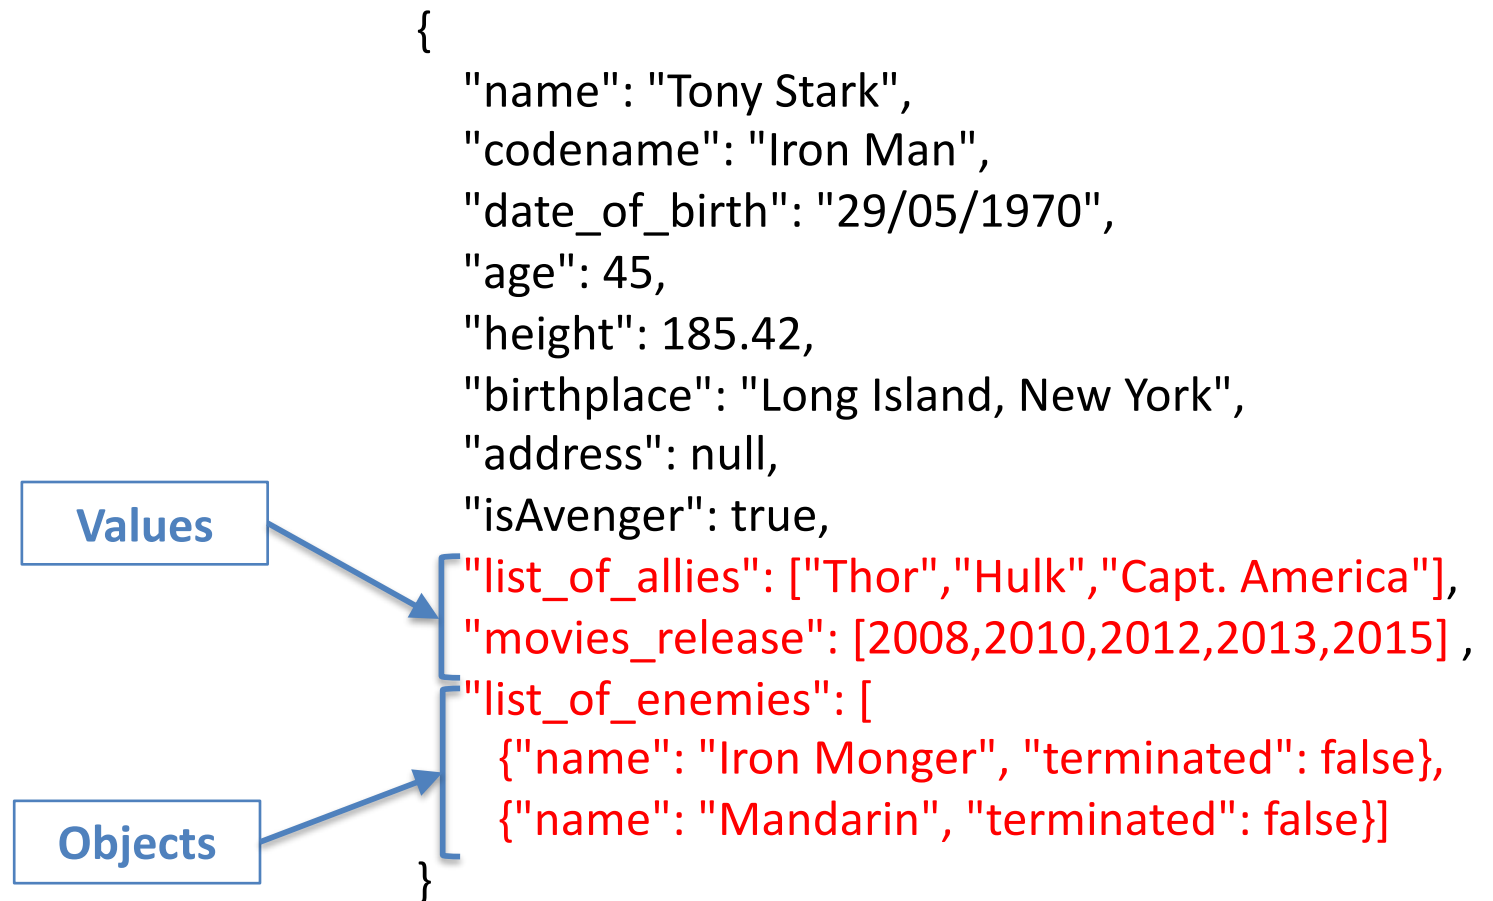 {
"name": "Tony Stark",
"codename": "Iron Man",
"date_of_birth": "29/05/1970",
"age": 45,
"height": 185.42,
"birthplace": "Long Island, New York",
"address": null,
"isAvenger": true,
Values
"list_of_allies": ["Thor","Hulk","Capt. America"],
"movies_release": [2008,2010,2012,2013,2015] ,
"list_of_enemies": [
{"name": "Iron Monger", "terminated": false},
{"name": "Mandarin", "terminated": false}]
Objects
}